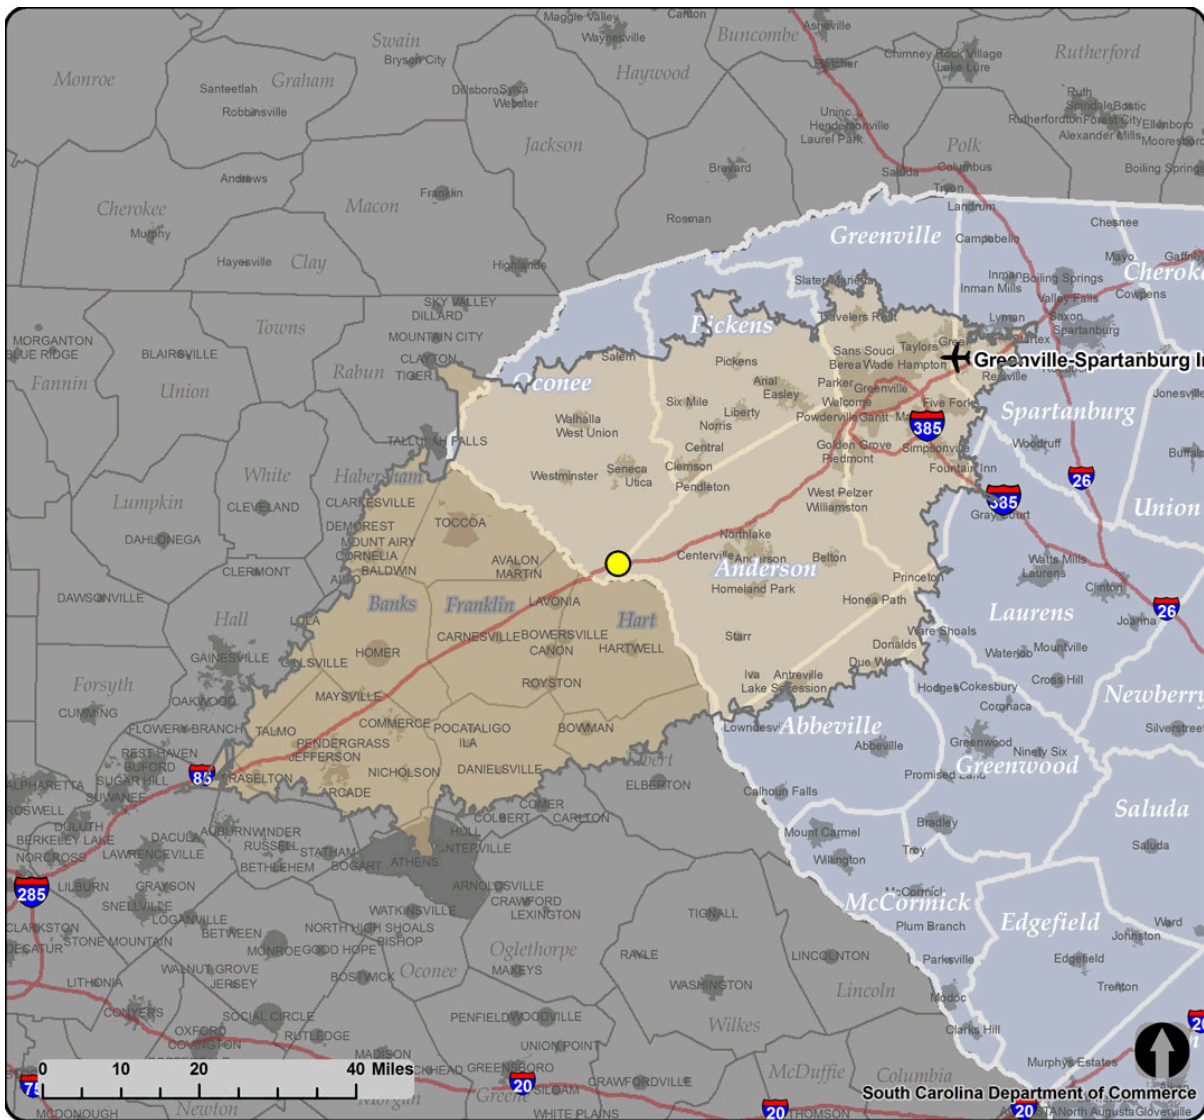 Maggie Valley
Canton
Waynesville
Asheville
Swain
Bryson City
Buncombe
Chimney Rock Village
Lake Lure
Rutherford
Monroe
Graham
Haywood
Fletcher
Santeetlah
Robbinsville
Dillsboro
Sylva
Webster
Ruth
Spindale
Bostic
Rutherfordton
Forest City
Ellenboro
Alexander Mills
Mooresboro
Uninc.
Hendersonville
Laurel Park
Jackson
Polk
Andrews
Macon
Franklin
Brevard
Saluda
Columbus
Boiling Springs
Tryon
Cherokee
Murphy
Rosman
Landrum
Chesnee
Hayesville
Clay
Highlands
Greenville
Campobello
Mayo
Gaffney
SKY VALLEY
DILLARD
Slater Marietta
Inman
Inman Mills
Boiling Springs
Cowpens
Valley Falls
Towns
MOUNTAIN CITY
Pickens
Travelers Rest
Lyman
Saxon
Spartanburg
MORGANTON
BLUE RIDGE
BLAIRSVILLE
CLAYTON
TIGER
Rabun
Salem
Pickens
Sans Souci
Taylors
Berea
Wade Hampton
Greenville-Spartanburg I
Fannin
Union
Oconee
Arial
Easley
Parker
Greenville
Reidville
Six Mile
Liberty
Welcome
Five Forks
Jonesville
Walhalla
West Union
Norris
Powderville
Gantt
385
Spartanburg
TALLULAH FALLS
Central
Golden Grove
Piedmont
Simpsonville
Woodruff
Buffalo
White
Habersham
Westminster
Seneca
Utica
Clemson
Pendleton
Fountain Inn
26
Lumpkin
CLEVELAND
CLARKESVILLE
West Pelzer
Williamston
385
Gray Court
Union
DAHLONEGA
DEMOREST
MOUNT AIRY
CORNELIA
BALDWIN
TOCCOA
Northlake
CLERMONT
ALTO
AVALON
MARTIN
Centerville
Anderson
Belton
Watts Mills
Laurens
Anderson
Homeland Park
Princeton
Clinton
DAWSONVILLE
Banks
Franklin
LAVONIA
Honea Path
Laurens
26
Joanna
Hall
LULA
Hart
CARNESVILLE
BOWERSVILLE
CANON
HARTWELL
Starr
Donalds
Ware Shoals
Mountville
Waterloo
GAINESVILLE
GILLSVILLE
HOMER
Due West
Forsyth
OAKWOOD
MAYSVILLE
ROYSTON
Iva
Antreville
Lake Secession
Hodges
Cokesbury
Cross Hill
Coronaca
Newberry
CUMMING
FLOWERY BRANCH
TALMO
COMMERCE
POCATALIGO
ILA
BOWMAN
Lowndesville
Abbeville
Silverstreet
REST HAVEN
BUFORD
SUGAR HILL
PENDERGRASS
JEFFERSON
Abbeville
Greenwood
Ninety Six
Greenwood
ALPHARETTA
SUWANEE
85
BRASELTON
NICHOLSON
DANIELSVILLE
Elbert
Promised Land
ROSWELL
ARCADE
ELBERTON
Calhoun Falls
Saluda
DULUTH
BERKELEY LAKE
DACULA
AUBURN
WINDER
RUSSELL
COMER
COLBERT
CARLTON
Mount Carmel
Bradley
NORCROSS
LAWRENCEVILLE
STATHAM
HULL
Troy
Saluda
BETHLEHEM
BOGART
ATHENS
Willington
285
LILBURN
GRAYSON
ARNOLDSVILLE
McCormick
SNELLVILLE
CRAWFORD
McCormick
Edgefield
LOGANVILLE
WATKINSVILLE
LEXINGTON
TIGNALL
Plum Branch
Ward
CLARKSTON
DECATUR
STONE MOUNTAIN
BETWEEN
NORTH HIGH SHOALS
BISHOP
Johnston
MONROE
GOOD HOPE
Oglethorpe
RAYLE
LINCOLNTON
Parksville
Edgefield
WALNUT GROVE
JERSEY
BOSTWICK
Oconee
MAXEYS
WASHINGTON
Trenton
LITHONIA
Lincoln
Modoc
CONYERS
SOCIAL CIRCLE
PENFIELD
WOODVILLE
Wilkes
Clarks Hill
20
OXFORD
COVINGTON
RUTLEDGE
UNION POINT
0 10 20 40 Miles
MADISON
GREENSBORO
McDuffie
Columbia
Murphys Estates
75
20
SILOAM
CRAWFORDVILLE
South Carolina Department of Commerce
MCDONOUGH
Newton
Morgan
Greene
WHITE PLAINS
20
THOMSON
20
North Augusta
Gloverville